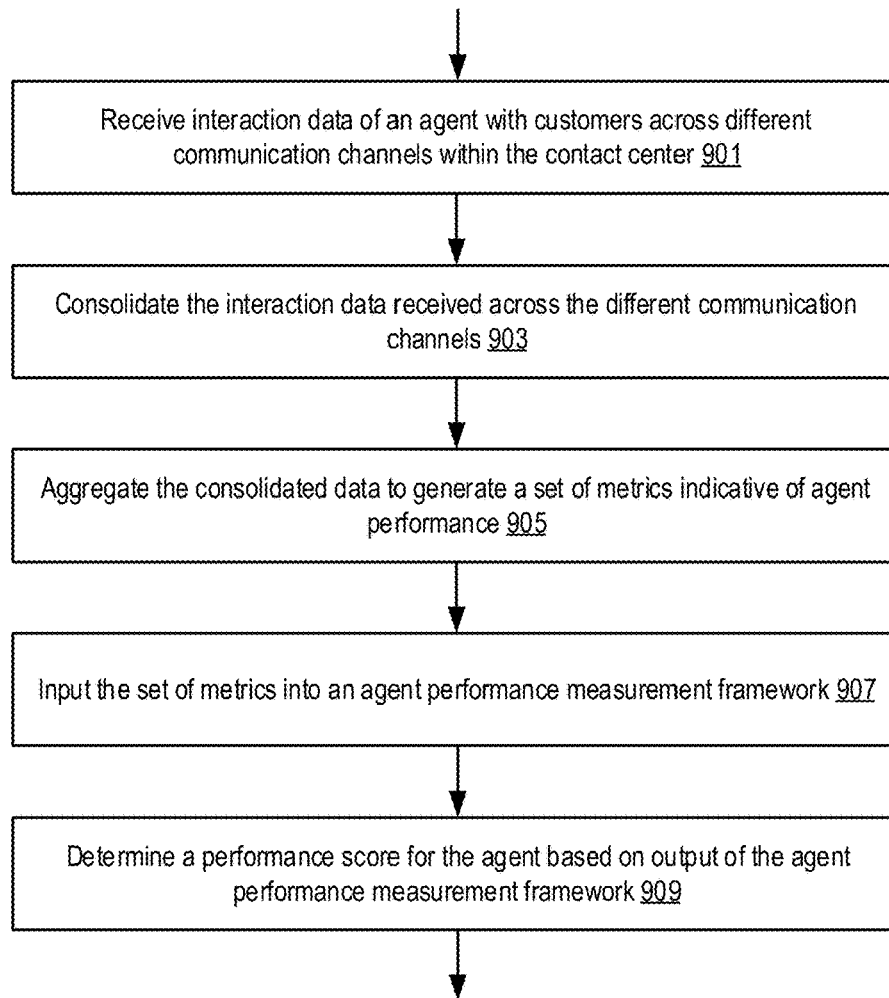 Receive interaction data of an agent with customers across different
communication channels within the contact center 901
Consolidate the interaction data received across the different communication
channels 903
Aggregate the consolidated data to generate a set of metrics indicative of agent
performance 905
Input the set of metrics into an agent performance measurement framework 907
Determine a performance score for the agent based on output of the agent
performance measurement framework 909